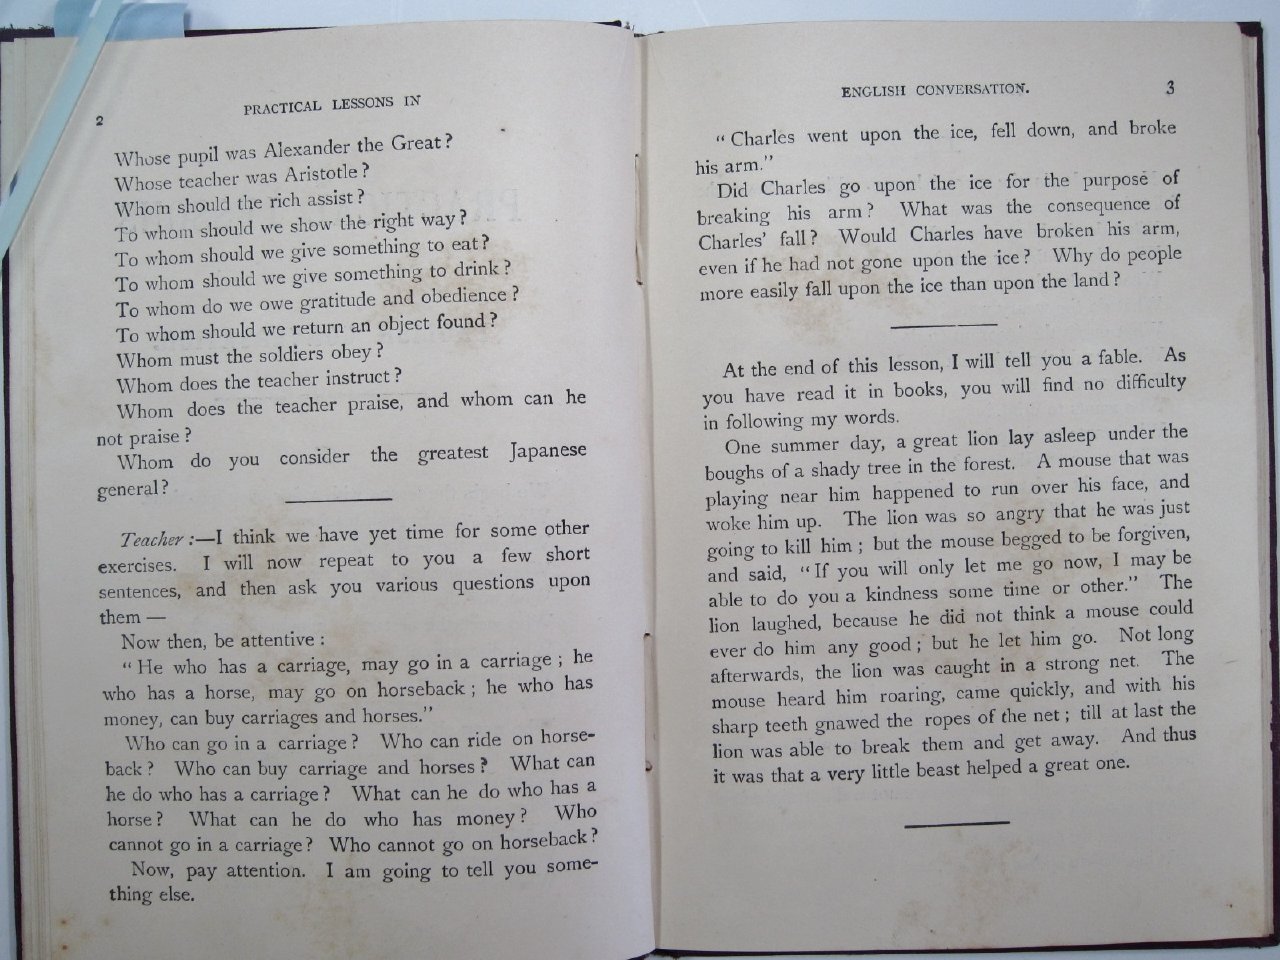 2
PRACTICAL LESSONS IN
Whose pupil was Alexander the Great?
Whose teacher was Aristotle?
Whom should the rich assist?
To whom should we show the right way?
To whom should we give something to eat?
To whom should we give something to drink?
To whom do we owe gratitude and obedience?
To whom should we return an object found?
Whom must the soldiers obey?
Whom does the teacher instruct?
Whom does the teacher praise, and whom can he
not praise?
Whom do you consider the greatest Japanese
general?
Teacher:—I think we have yet time for some other
exercises. I will now repeat to you a few short
sentences, and then ask you various questions upon
them—
Now then, be attentive:
"He who has a carriage, may go in a carriage; he
who has a horse, may go on horseback; he who has
money, can buy carriages and horses."
Who can go in a carriage? Who can ride on horse-
back? Who can buy carriage and horses? What can
he do who has a carriage? What can he do who has a
horse? What can he do who has money? Who
cannot go in a carriage? Who cannot go on horseback?
Now, pay attention. I am going to tell you some-
thing else.
ENGLISH CONVERSATION.
3
"Charles went upon the ice, fell down, and broke
his arm."
Did Charles go upon the ice for the purpose of
breaking his arm? What was the consequence of
Charles' fall? Would Charles have broken his arm,
even if he had not gone upon the ice? Why do people
more easily fall upon the ice than upon the land?
At the end of this lesson, I will tell you a fable. As
you have read it in books, you will find no difficulty
in following my words.
One summer day, a great lion lay asleep under the
boughs of a shady tree in the forest. A mouse that was
playing near him happened to run over his face, and
woke him up. The lion was so angry that he was just
going to kill him; but the mouse begged to be forgiven,
and said, "If you will only let me go now, I may be
able to do you a kindness some time or other." The
lion laughed, because he did not think a mouse could
ever do him any good; but he let him go. Not long
afterwards, the lion was caught in a strong net. The
mouse heard him roaring, came quickly, and with his
sharp teeth gnawed the ropes of the net; till at last the
lion was able to break them and get away. And thus
it was that a very little beast helped a great one.